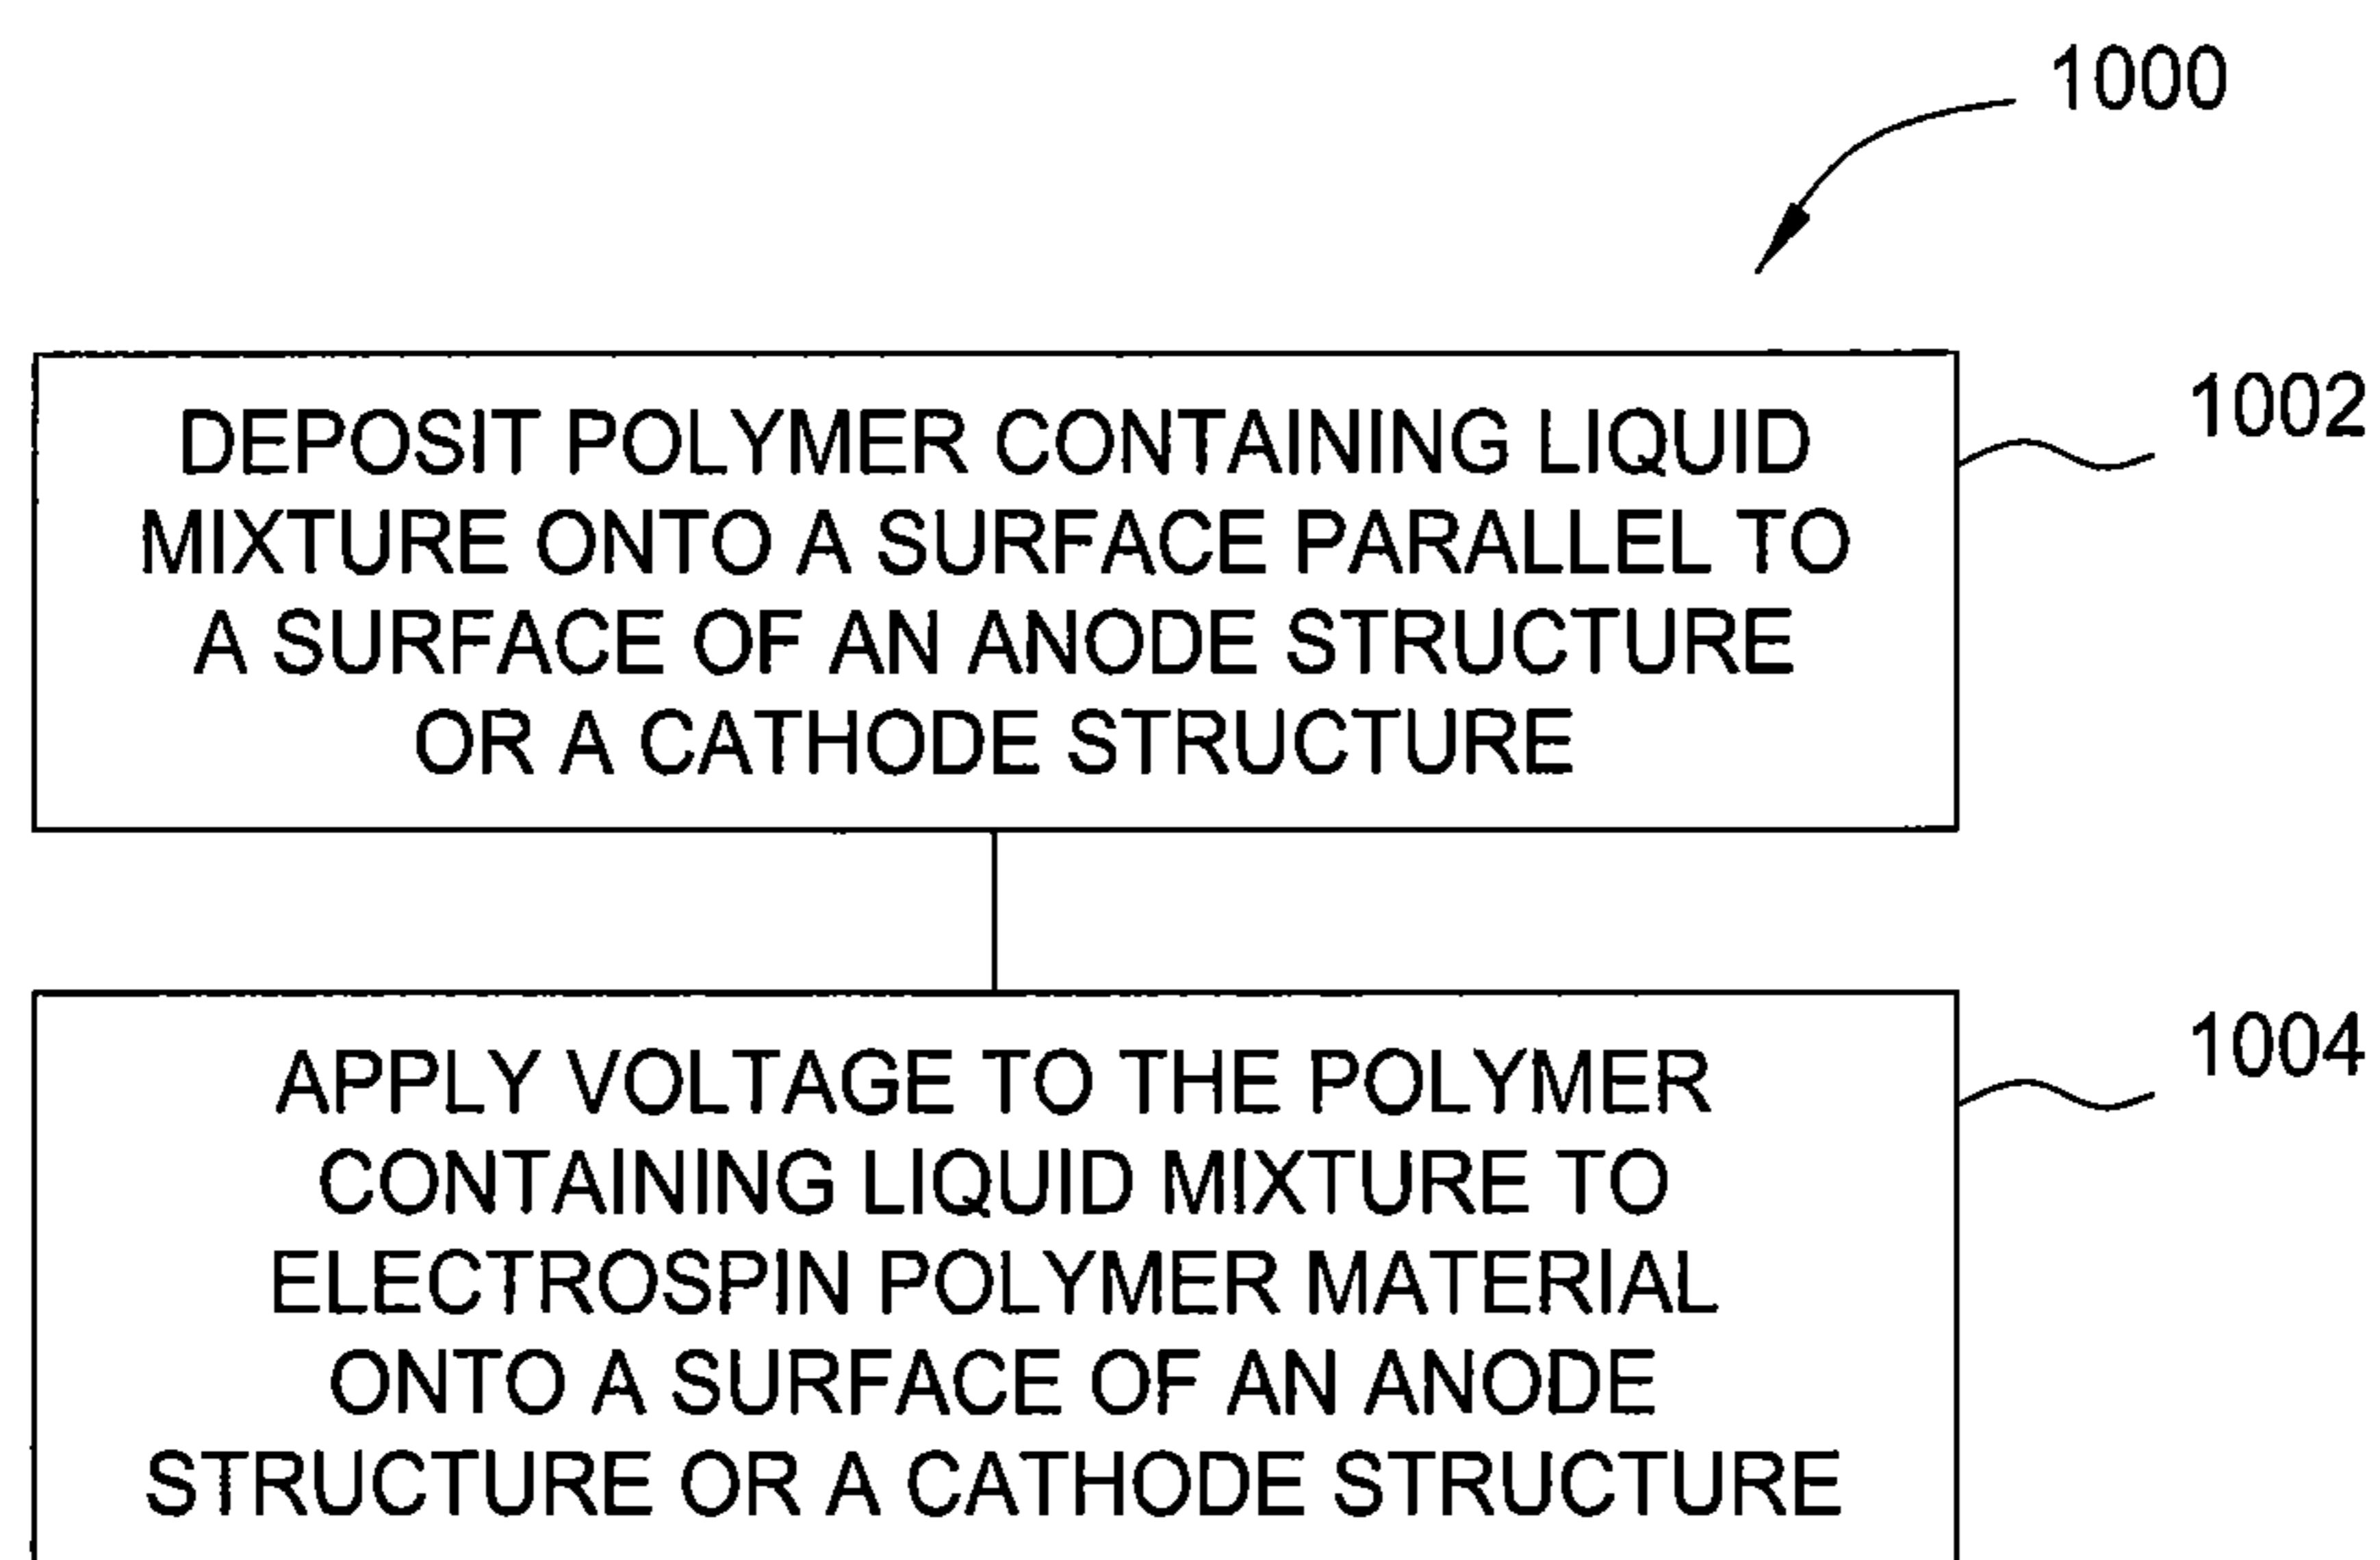 1000
DEPOSIT POLYMER CONTAINING LIQUID
MIXTURE ONTO A SURFACE PARALLEL TO
A SURFACE OF AN ANODE STRUCTURE
OR A CATHODE STRUCTURE
1002
APPLY VOLTAGE TO THE POLYMER
CONTAINING LIQUID MIXTURE TO
ELECTROSPIN POLYMER MATERIAL
ONTO A SURFACE OF AN ANODE
STRUCTURE OR A CATHODE STRUCTURE
1004